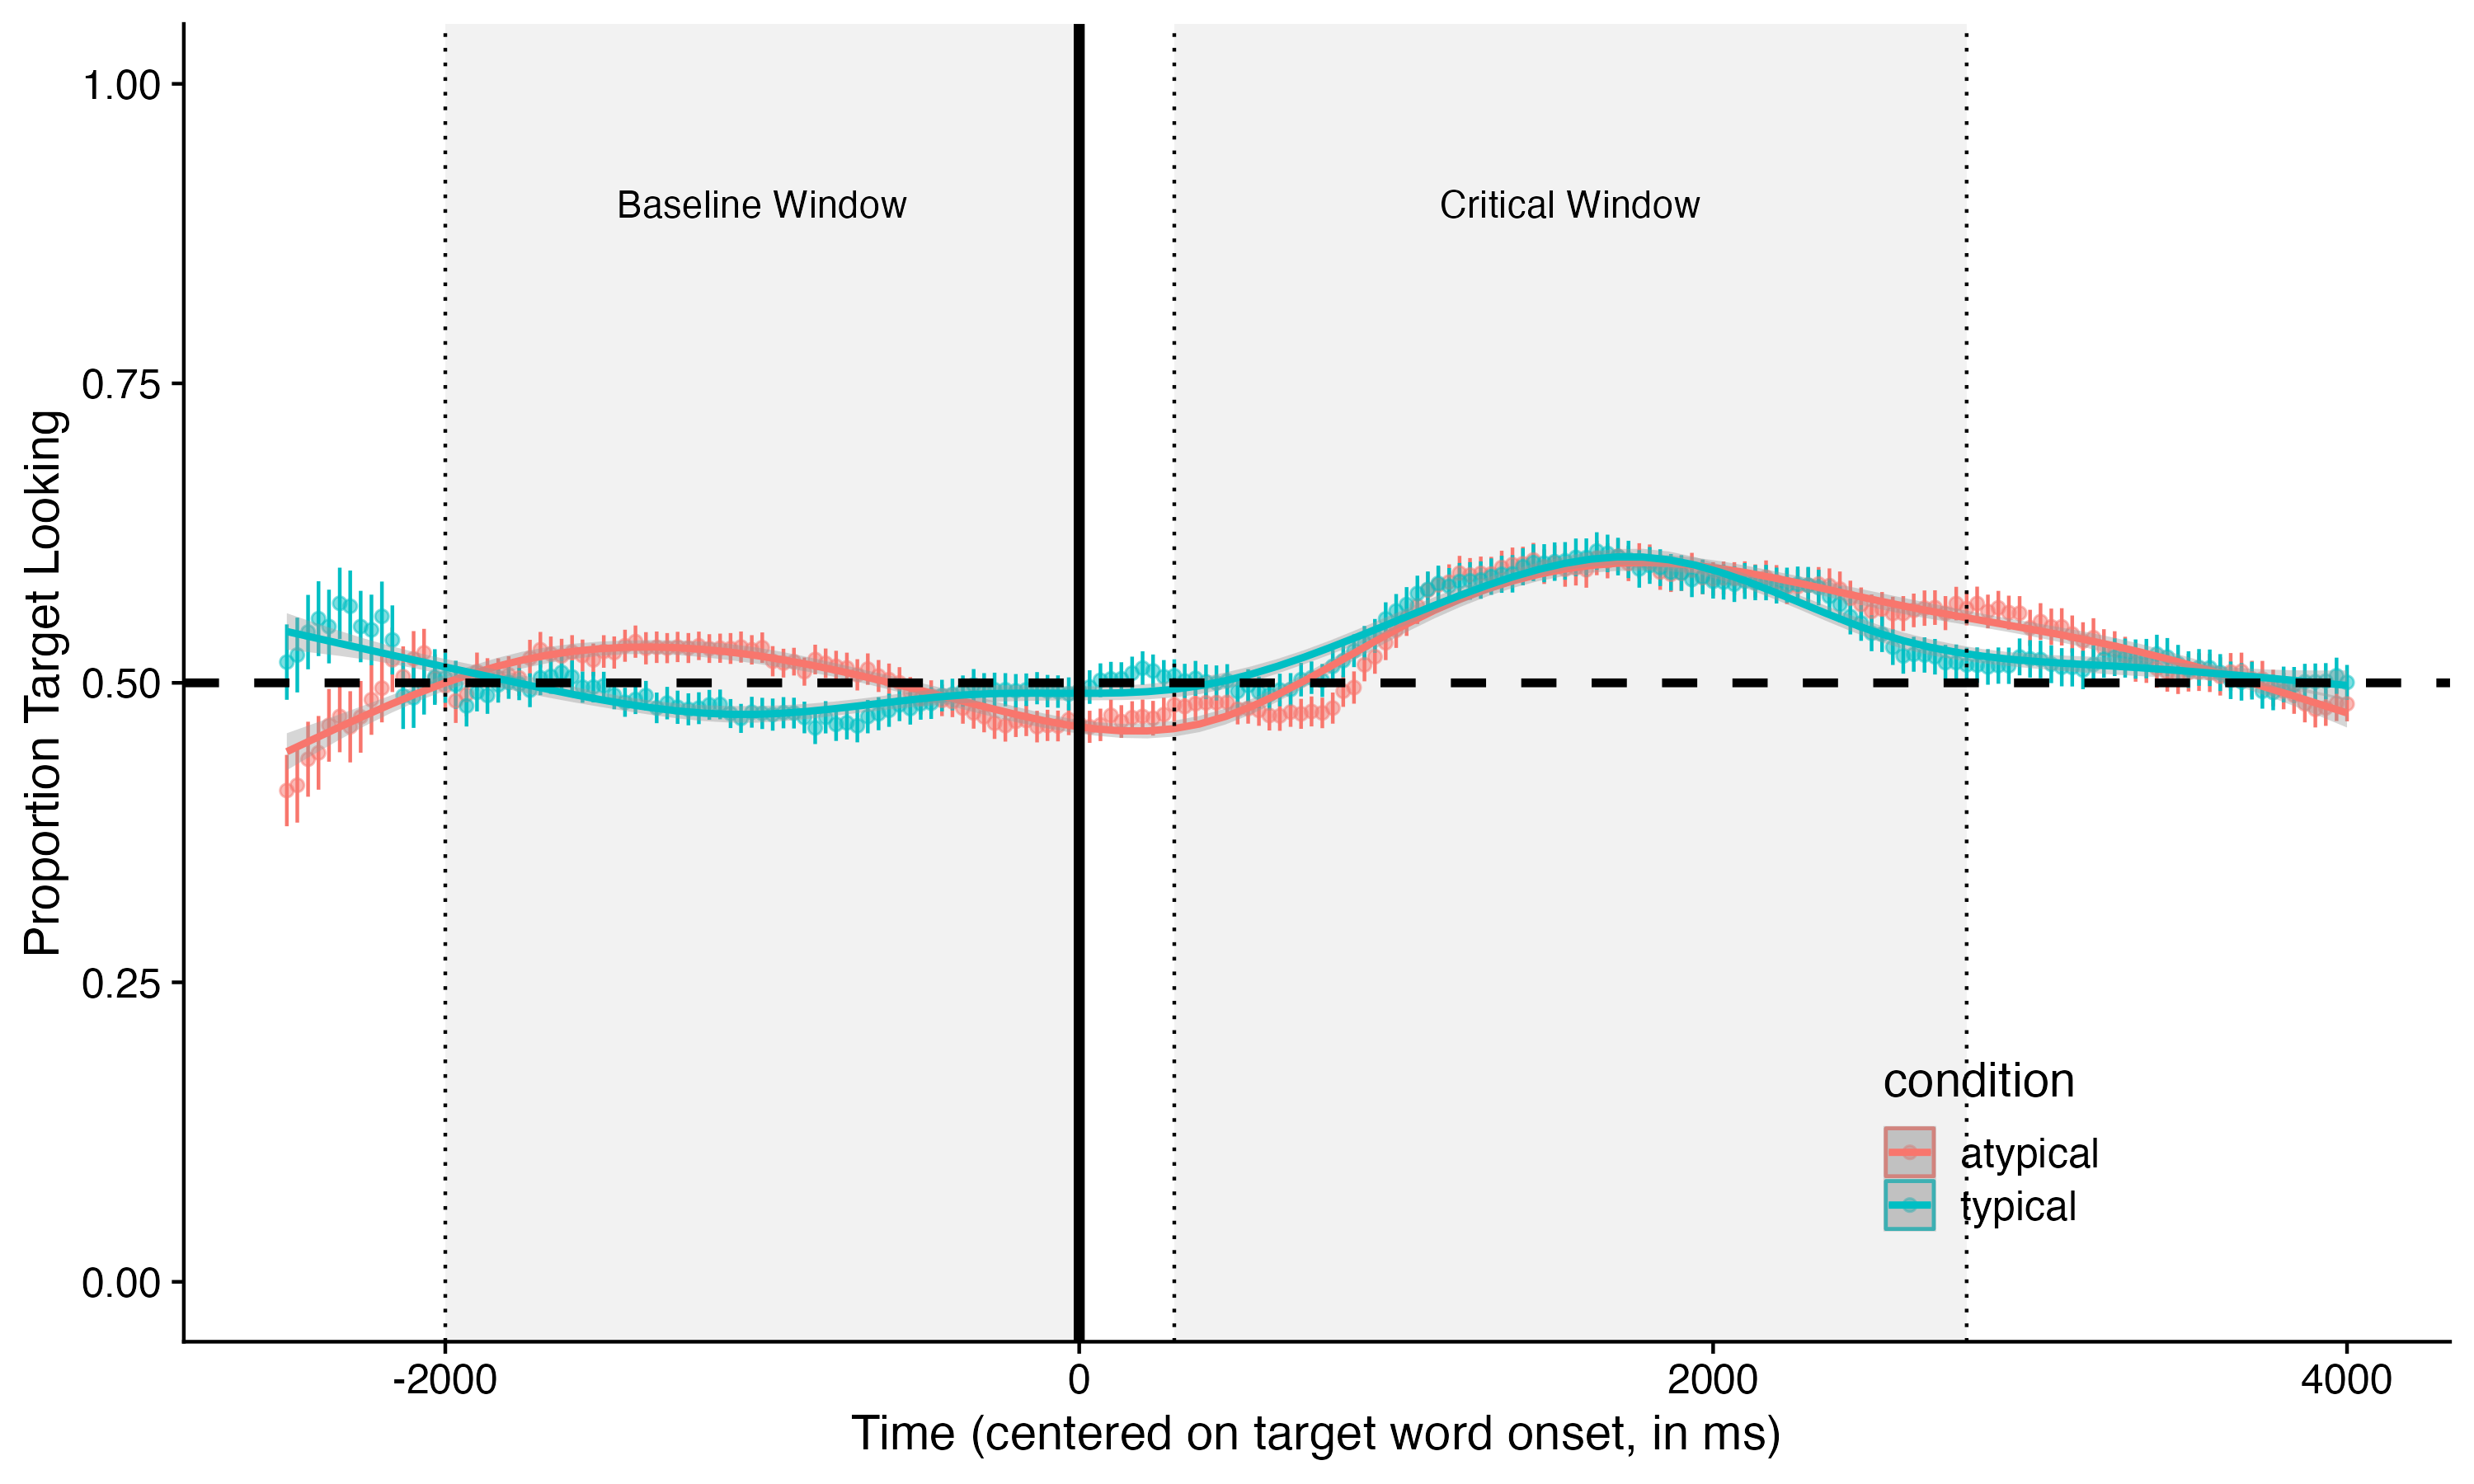 Baseline Window
Critical Window
1.00
0.75
0.50
0.25
0.00
Proportion Target Looking
-2000
0
2000
4000
Time (centered on target word onset, in ms)
condition
atypical
typical